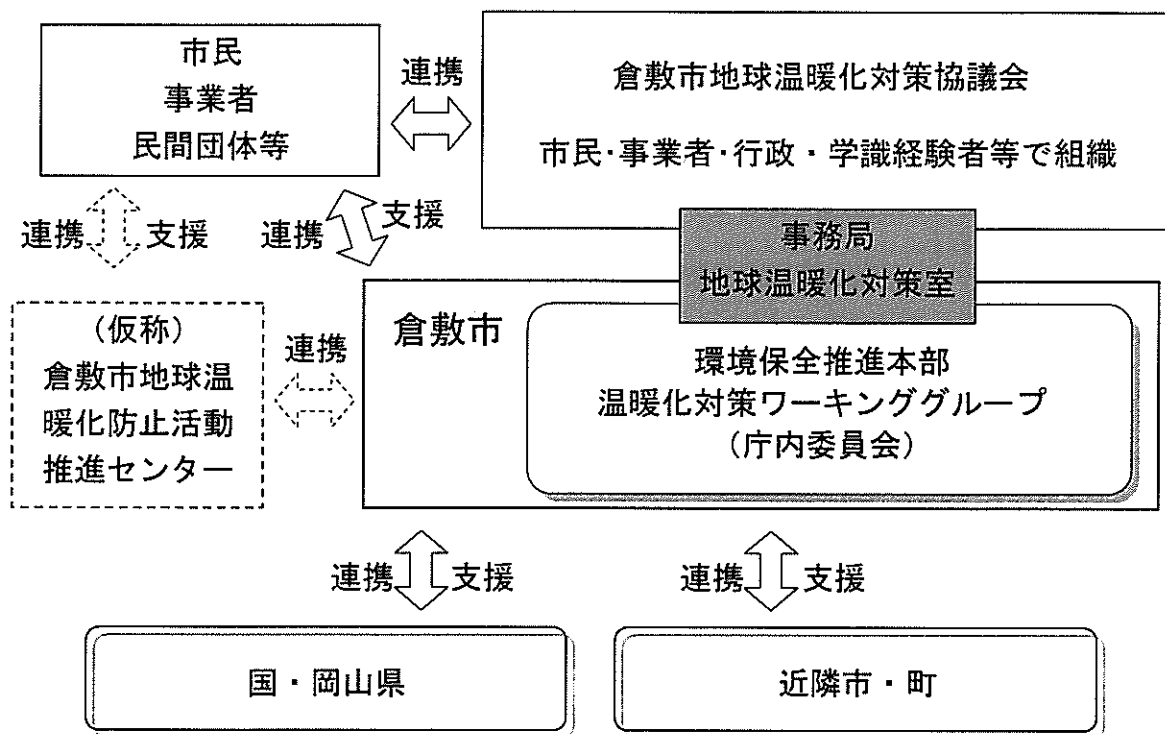 市民
事業者
民間団体等
連携
倉敷市地球温暖化対策協議会
市民・事業者・行政・学識経験者等で組織
連携 支援
連携 支援
事務局
地球温暖化対策室
(仮称)
倉敷市地球温
暖化防止活動
推進センター
連携
倉敷市
環境保全推進本部
温暖化対策ワーキンググループ
(庁内委員会)
連携 支援
連携 支援
国・岡山県
近隣市・町